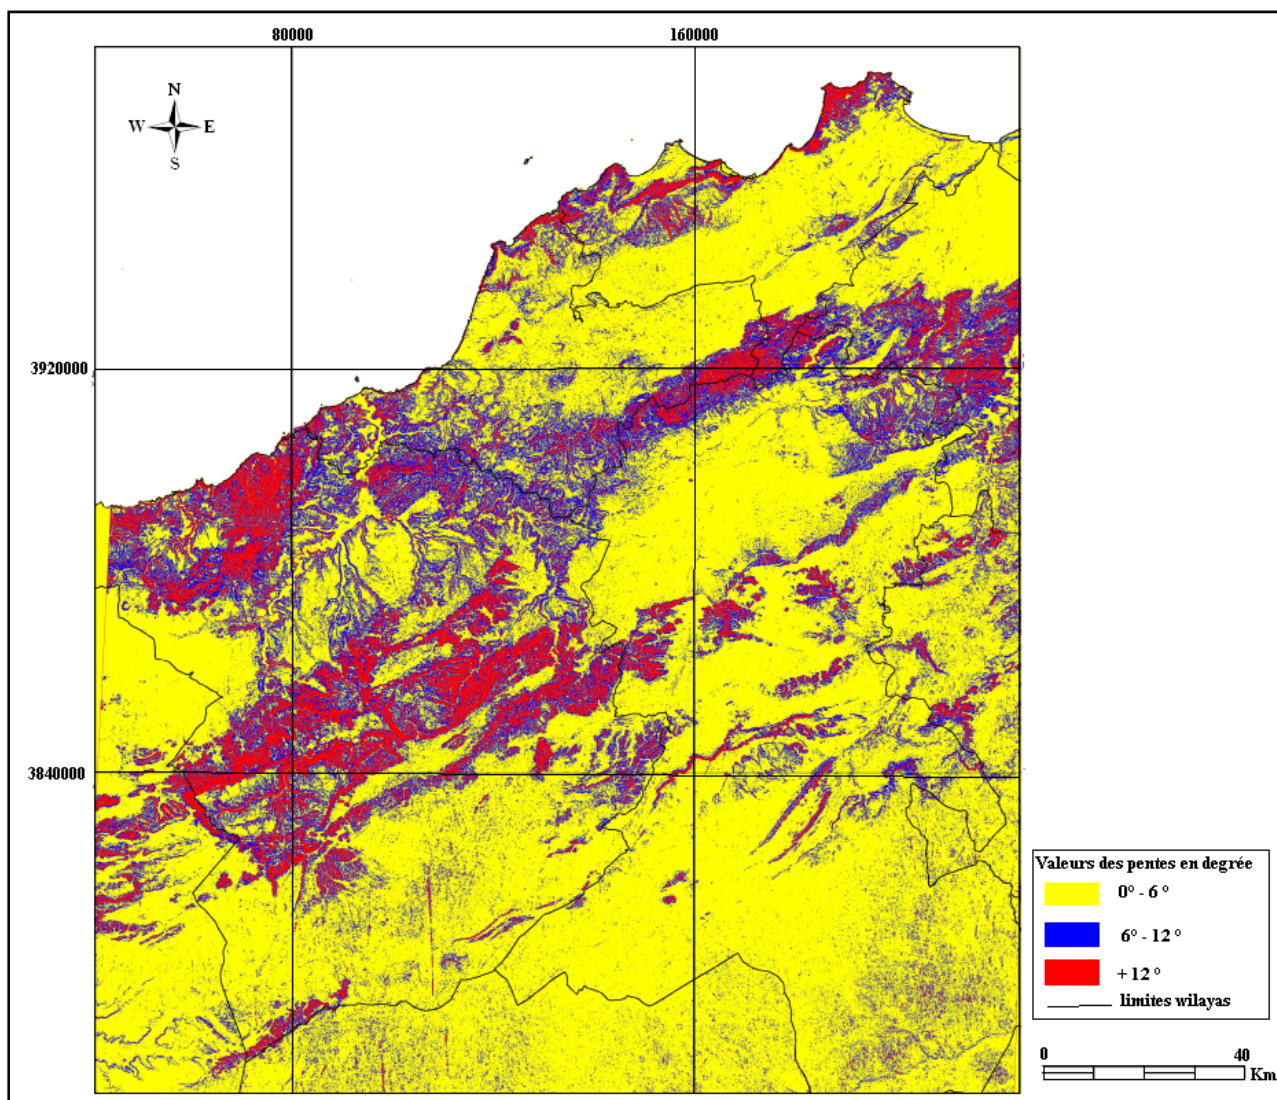 80000 160000
N
W E
S
3920000
3840000
Valeurs des pentes en degrée
0° - 6 °
6° - 12 °
+ 12 °
limites wilayas
0 40
Km